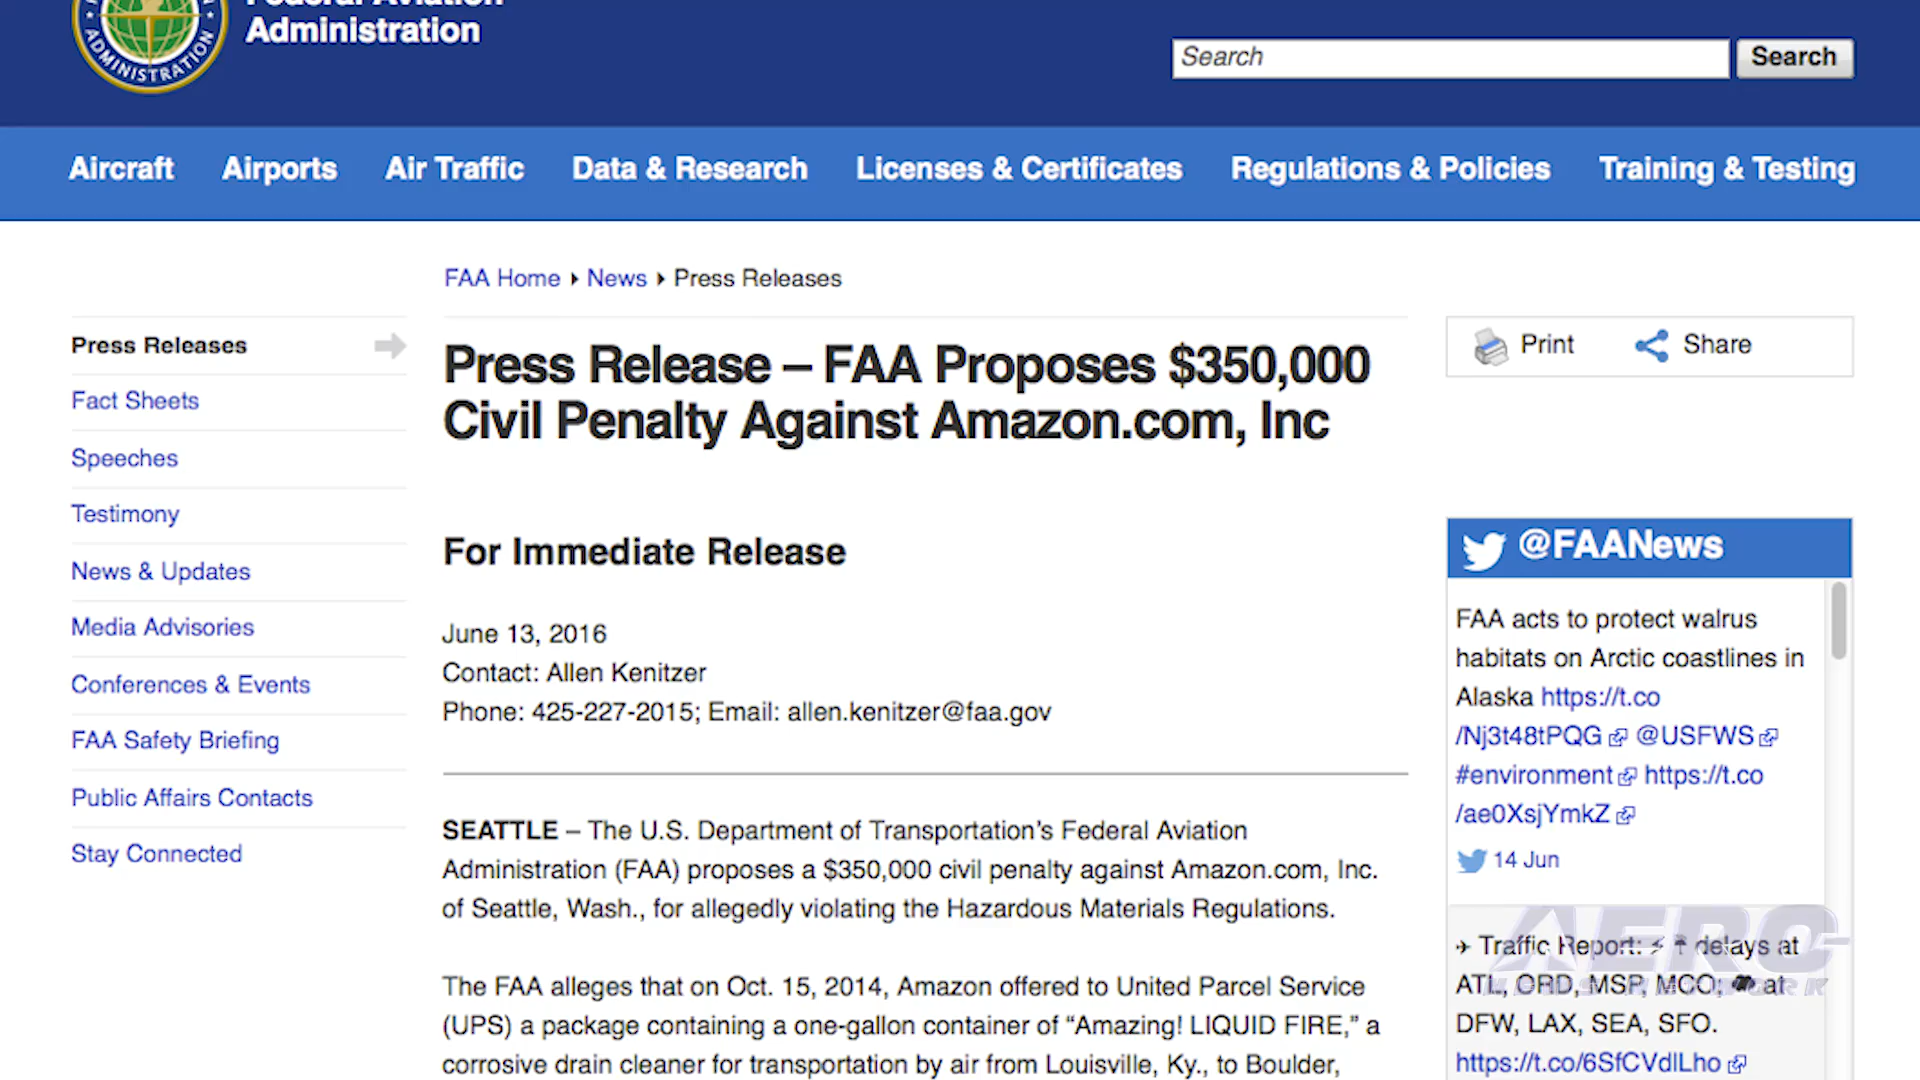 ADMINISTRATION
Administration
Search
Search
Aircraft
Airports
Air Traffic
Data & Research
Licenses & Certificates
Regulations & Policies
Training & Testing
FAA Home
News
Press Releases
Press Releases
Fact Sheets
Speeches
Testimony
News & Updates
Media Advisories
Conferences & Events
FAA Safety Briefing
Public Affairs Contacts
Stay Connected
Press Release – FAA Proposes $350,000
Civil Penalty Against Amazon.com, Inc
For Immediate Release
June 13, 2016
Contact: Allen Kenitzer
Phone: 425-227-2015; Email: allen.kenitzer@faa.gov
SEATTLE – The U.S. Department of Transportation’s Federal Aviation
Administration (FAA) proposes a $350,000 civil penalty against Amazon.com, Inc.
of Seattle, Wash., for allegedly violating the Hazardous Materials Regulations.
The FAA alleges that on Oct. 15, 2014, Amazon offered to United Parcel Service
(UPS) a package containing a one-gallon container of “Amazing! LIQUID FIRE,” a
corrosive drain cleaner for transportation by air from Louisville, Ky., to Boulder,
Print
Share
@FAANews
FAA acts to protect walrus
habitats on Arctic coastlines in
Alaska https://t.co
/Nj3t48tPQG @USFWS
#environment https://t.co
/ae0XsjYmkZ
14 Jun
Traffic Report: delays at
ATL, ORD, MSP, MCO; at
DFW, LAX, SEA, SFO.
https://t.co/6SfCVdlLho
AERO-